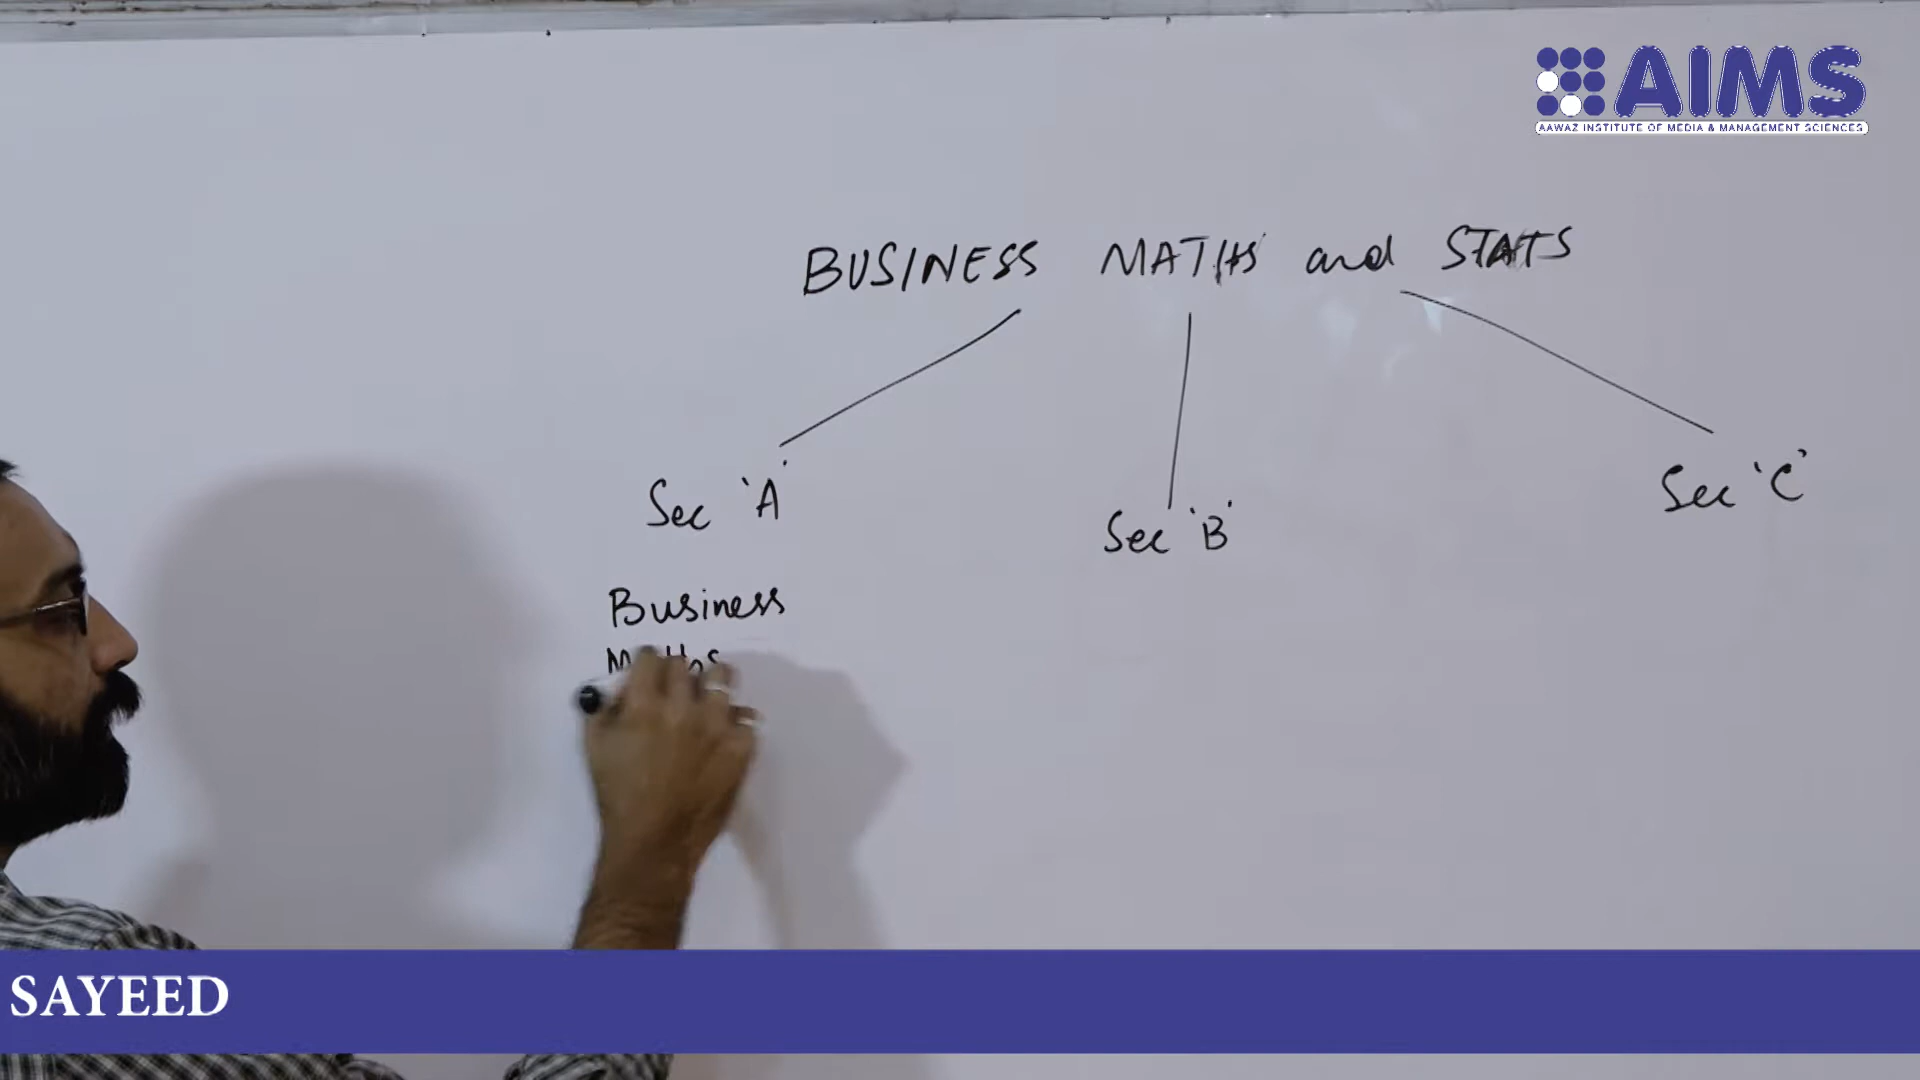 AIMS
AAWAZ INSTITUTE OF MEDIA & MANAGEMENT SCIENCES
BUSINESS MATHS and STATS
Sec 'A'
Sec 'B'
Sec 'C'
Business
Maths
SAYEED